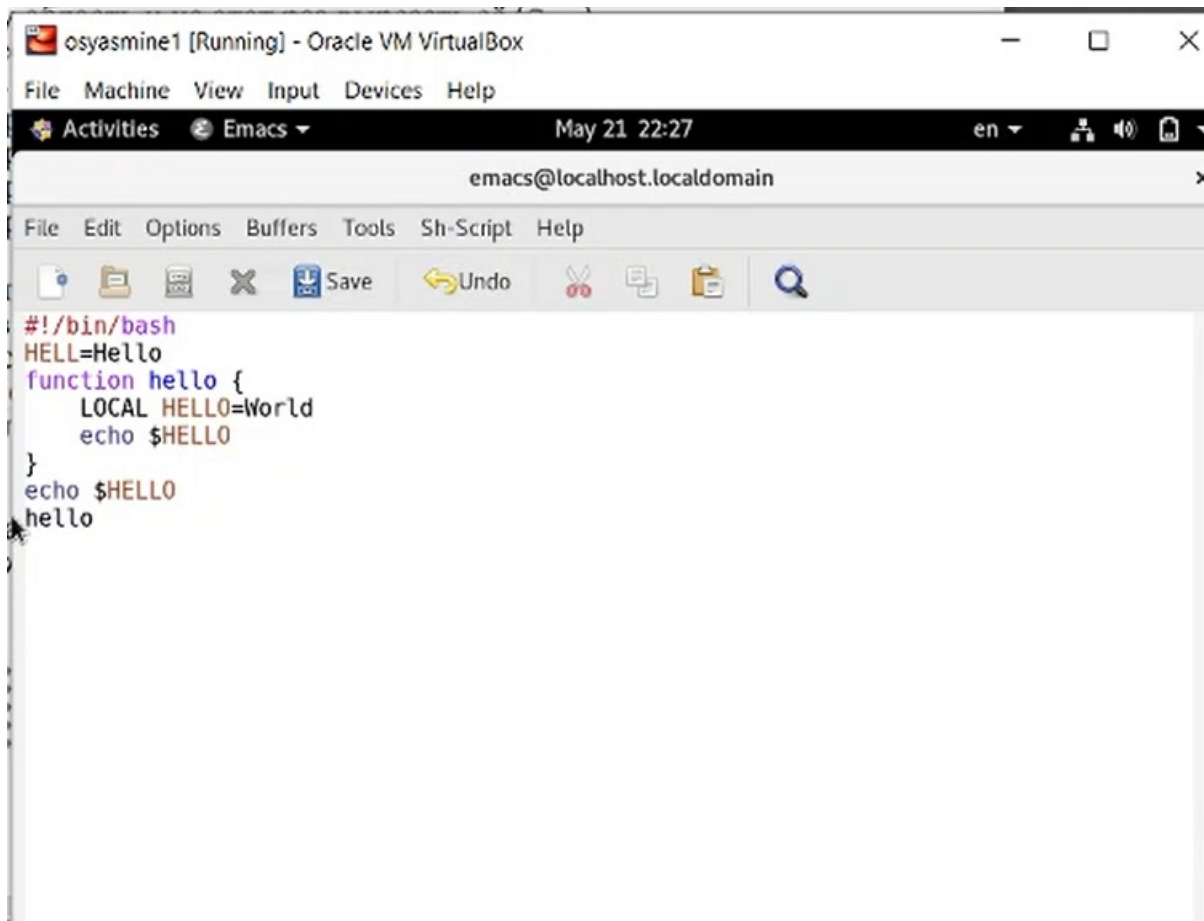 osyasmine1 [Running] - Oracle VM VirtualBox
File Machine View Input Devices Help
Activities Emacs May 21 22:27 en
emacs@localhost.localdomain
File Edit Options Buffers Tools Sh-Script Help
Save Undo
#!/bin/bash
HELL=Hello
function hello {
    LOCAL HELLO=World
    echo $HELLO
}
echo $HELLO
hello